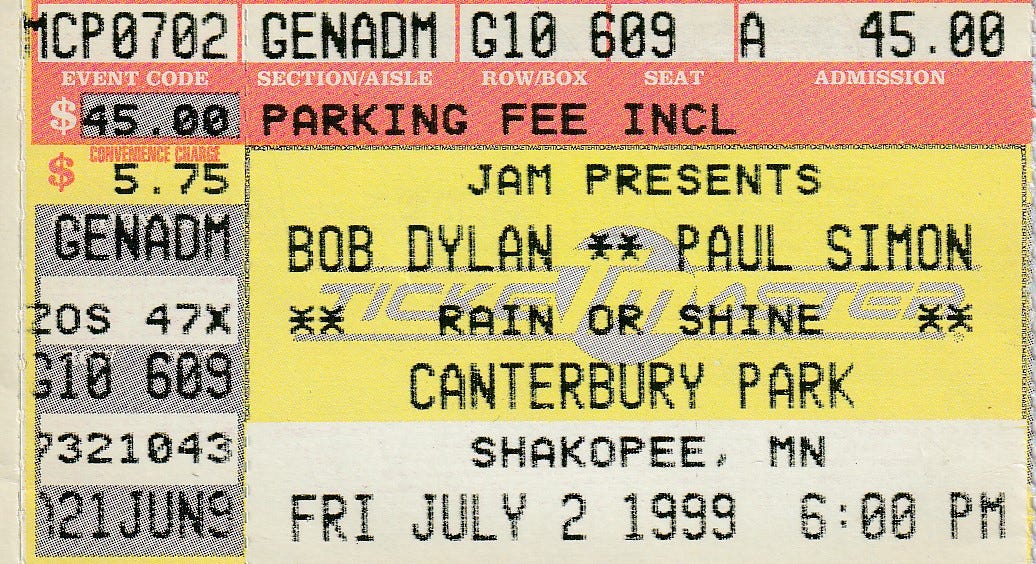 MCP0702 GENADM G10 609 A 45.00
EVENT CODE SECTION/AISLE ROW/BOX SEAT ADMISSION
$ 45.00 PARKING FEE INCL
CONVENIENCE CHARGE
$ 5.75
JAM PRESENTS
GENADM
BOB DYLAN ** PAUL SIMON
TICKETMASTER
ZOS 47X
** RAIN OR SHINE **
G10 609
CANTERBURY PARK
7321043
SHAKOPEE, MN
21JUN9
FRI JULY 2 1999 6:00 PM